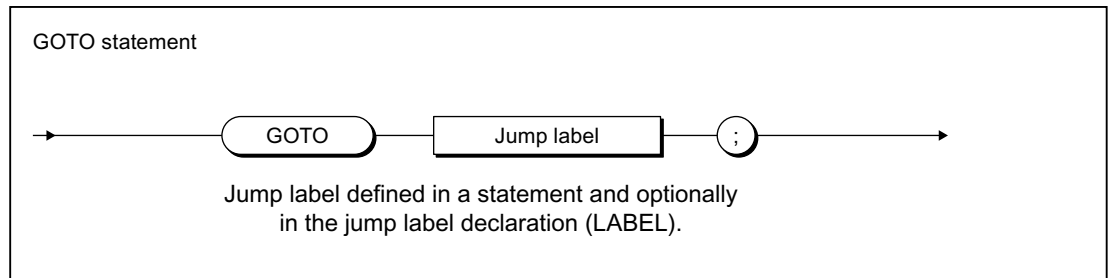 GOTO statement
GOTO Jump label ;
Jump label defined in a statement and optionally
in the jump label declaration (LABEL).